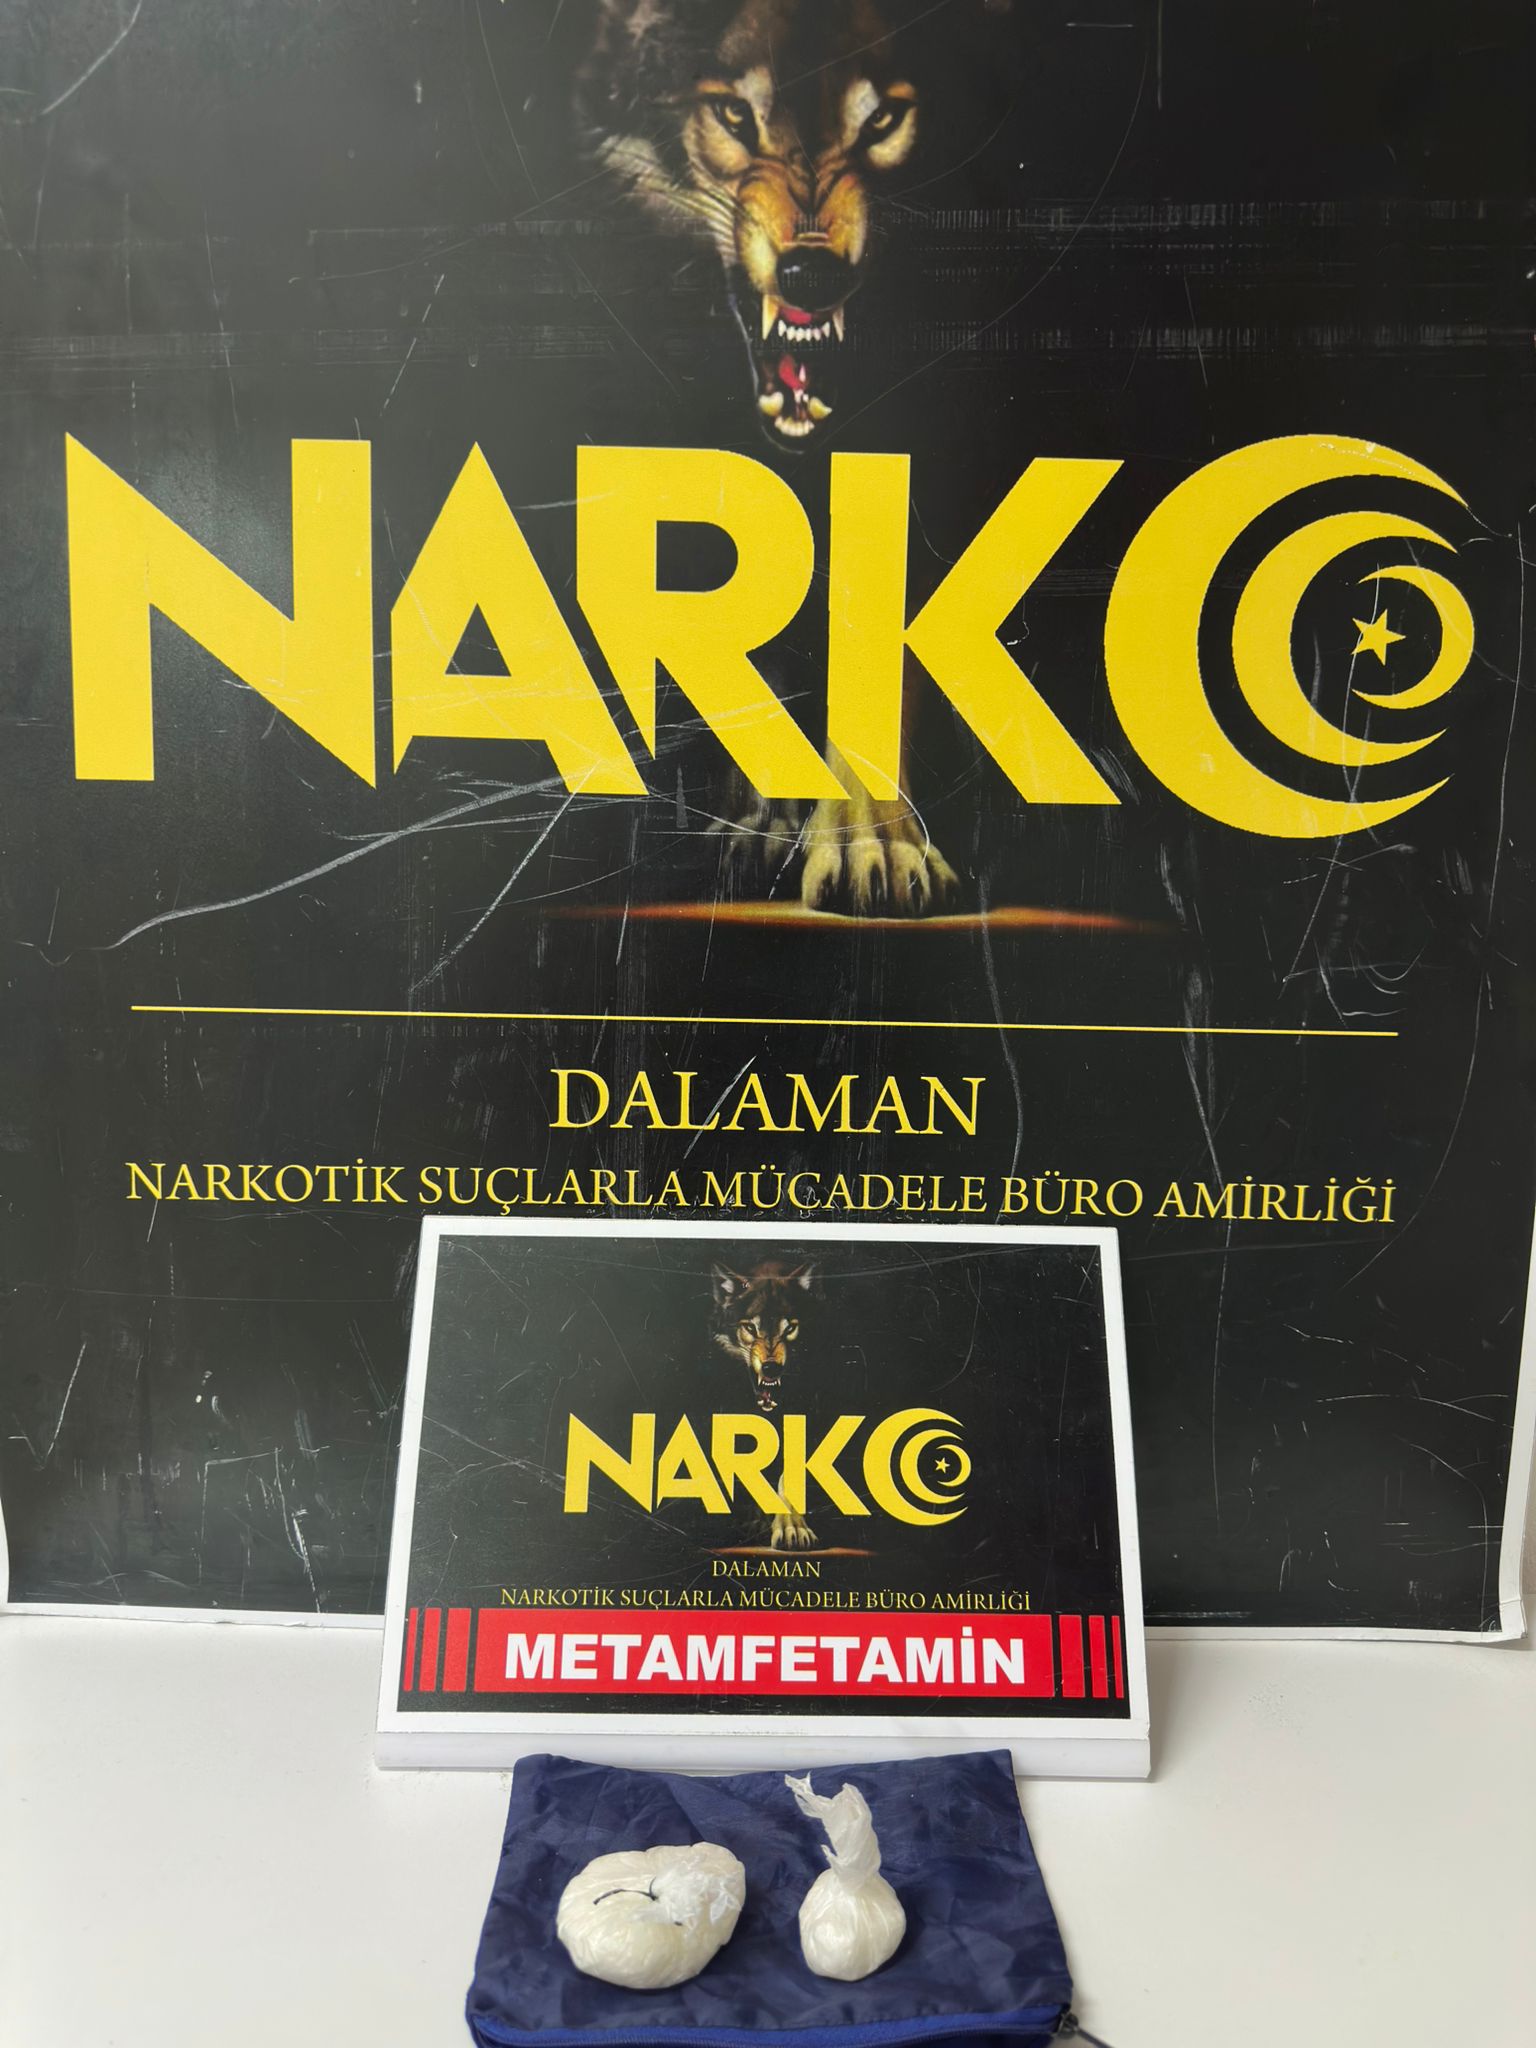 NARKO
DALAMAN
NARKOTİK SUÇLARLA MÜCADELE BÜRO AMİRLİĞİ
NARKO
DALAMAN
NARKOTİK SUÇLARLA MÜCADELE BÜRO AMİRLİĞİ
METAMFETAMİN